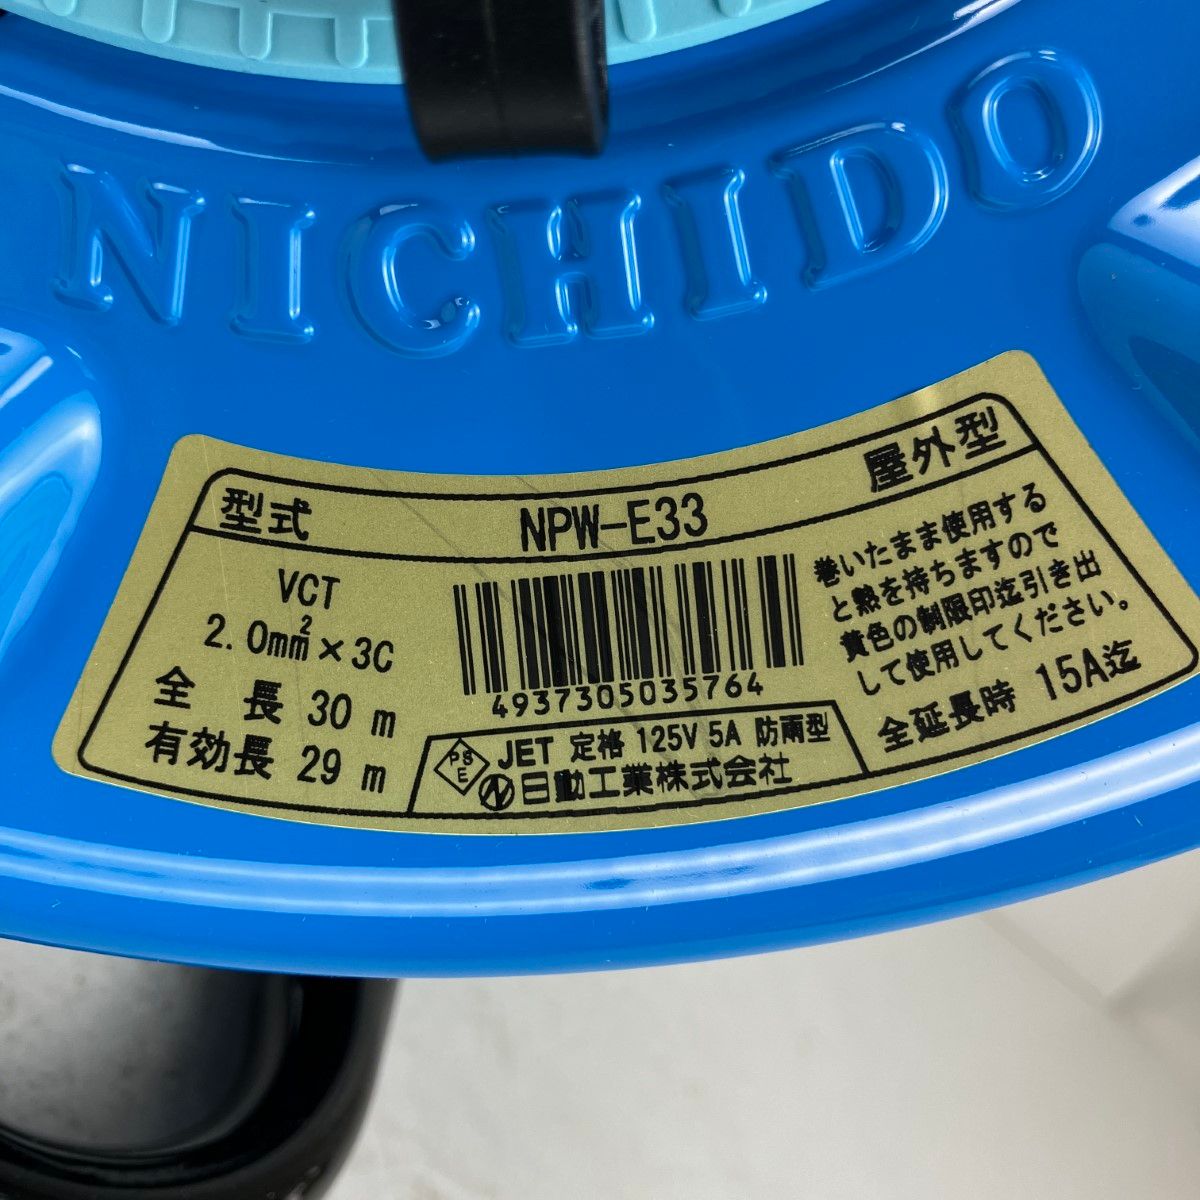 NICHIDO
型式 NPW-E33 屋外型
VCT
2.0mm²×3C
全長 30m
有効長 29m
4937305035764
PSE JET 定格 125V 5A 防雨型
日動工業株式会社
巻いたまま使用する
と熱を持ちますので
黄色の制限印迄引き出
して使用してください。
全延長時 15A迄